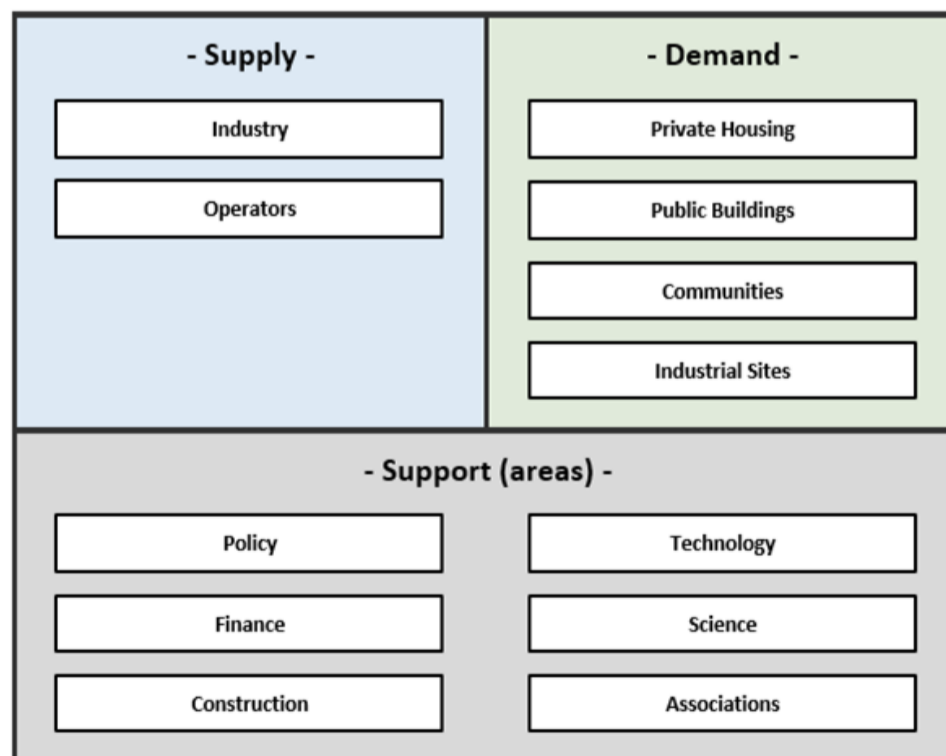 - Supply -
Industry
Operators
- Demand -
Private Housing
Public Buildings
Communities
Industrial Sites
- Support (areas) -
Policy
Technology
Finance
Science
Construction
Associations